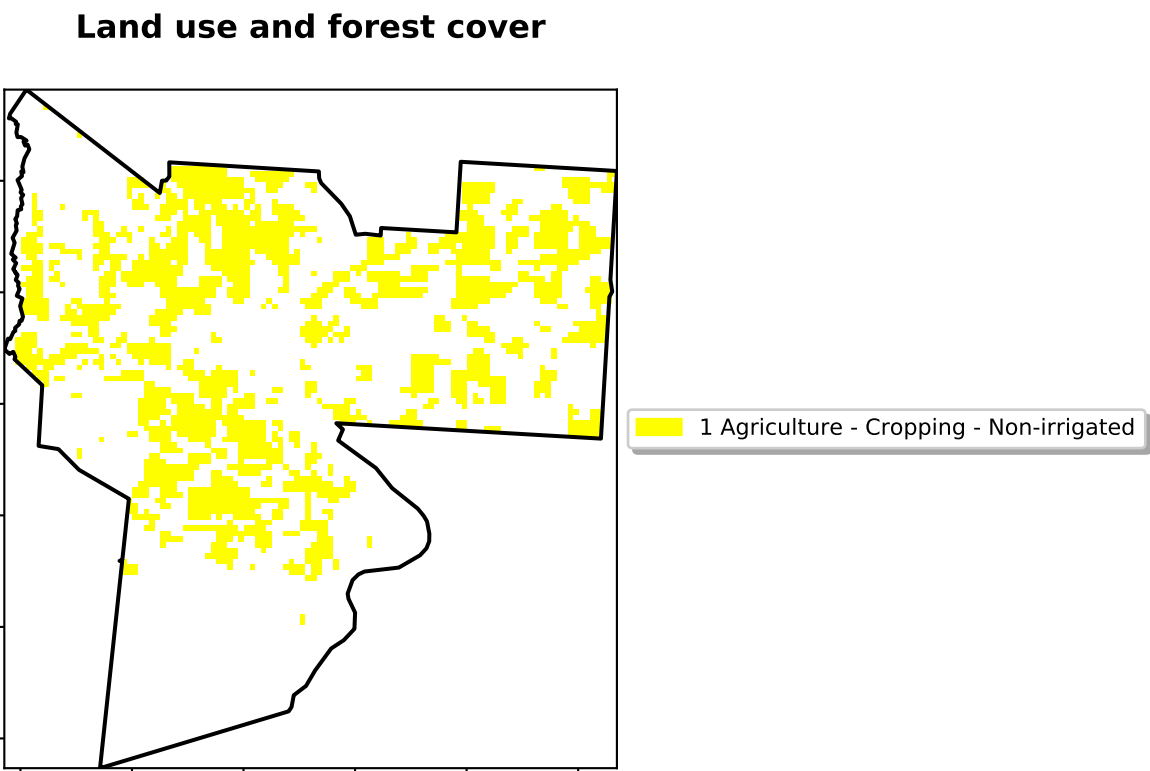 Land use and forest cover
1 Agriculture - Cropping - Non-irrigated